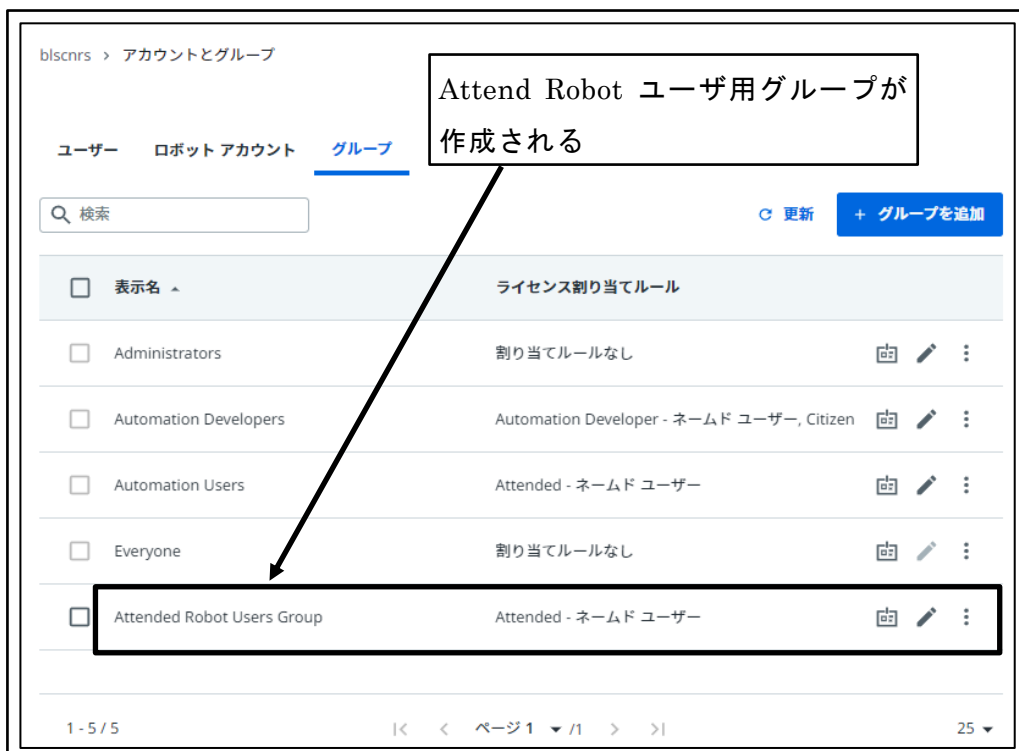 blscnrs > アカウントとグループ
Attend Robot ユーザ用グループが
作成される
ユーザー ロボット アカウント グループ
検索 更新 + グループを追加
表示名 ライセンス割り当てルール
Administrators 割り当てルールなし
Automation Developers Automation Developer - ネームド ユーザー, Citizen
Automation Users Attended - ネームド ユーザー
Everyone 割り当てルールなし
Attended Robot Users Group Attended - ネームド ユーザー
1 - 5 / 5 |< < ページ 1 /1 > >| 25